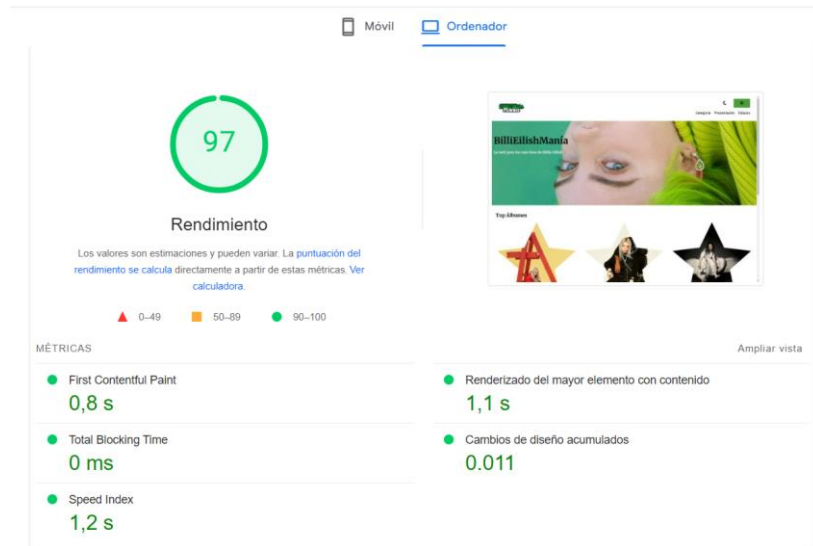 Móvil
Ordenador
97
Rendimiento
Los valores son estimaciones y pueden variar. La puntuación del
rendimiento se calcula directamente a partir de estas métricas. Ver
calculadora.
0–49
50–89
90–100
BilliEilishMania
Top Álbumes
MÉTRICAS
Ampliar vista
First Contentful Paint
0,8 s
Renderizado del mayor elemento con contenido
1,1 s
Total Blocking Time
0 ms
Cambios de diseño acumulados
0.011
Speed Index
1,2 s